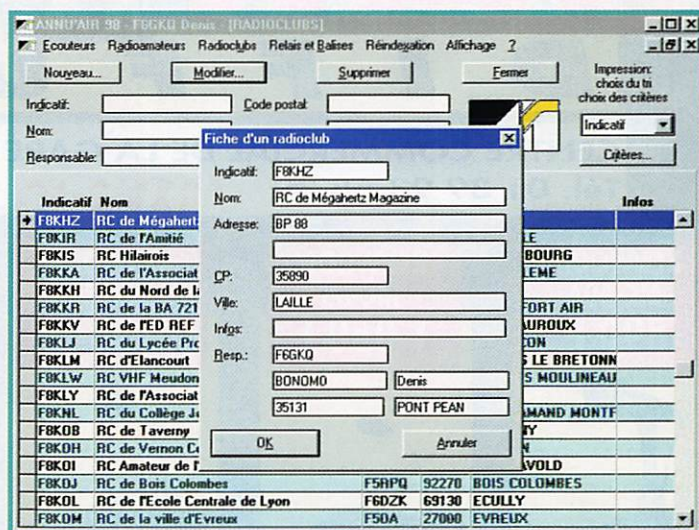 ANNU'AIR 98 - F6GKQ Denis - [RADIOCLUBS]
Ecouteurs Radioamateurs Radioclubs Relais et Balises Réindexation Affichage ?
Nouveau... Modifier... Supprimer Fermer
Impression:
choix du tri
choix des critères
Indicatif: Code postal:
Nom:
Responsable:
Indicatif
Critères...
Fiche d'un radioclub
Indicatif: F8KHZ
Nom: RC de Mégahertz Magazine
Adresse: BP 88
CP: 35890
Ville: LAILLE
Infos:
Resp.: F6GKQ
BONOMO Denis
35131 PONT PEAN
OK Annuler
Indicatif Nom Infos
F8KHZ RC de Mégahertz
F8KIR RC de l'Amitié LE
F8KIS RC Hilairois BOURG
F8KKA RC de l'Associat LEME
F8KKH RC du Nord de la
F8KKR RC de la BA 721 FORT AIR
F8KKV RC de l'ED REF AUROUX
F8KLJ RC du Lycée Pro CON
F8KLM RC d'Elancourt S LE BRETONN
F8KLW RC VHF Meudon S MOULINEAU
F8KLY RC de l'Associat
F8KNL RC du Collège Je AMAND MONTF
F8KOB RC de Taverny NY
F8KOH RC de Vernon Ce N
F8KOI RC Amateur de l' AVOLD
F8KOJ RC de Bois Colombes F5RPQ 92270 BOIS COLOMBES
F8KOL RC de l'Ecole Centrale de Lyon F6DZK 69130 ECULLY
F8KOM RC de la ville d'Evreux F5DA 27000 EVREUX